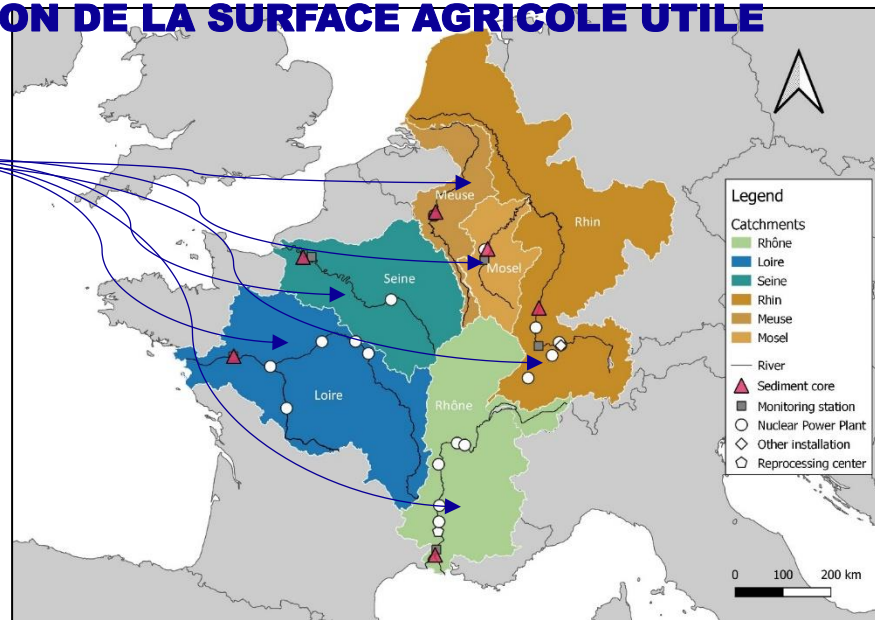 ON DE LA SURFACE AGRICOLE UTILE
Meuse
Rhin
Mosel
Seine
Loire
Rhône
Legend
Catchments
Rhône
Loire
Seine
Rhin
Meuse
Mosel
River
Sediment core
Monitoring station
Nuclear Power Plant
Other installation
Reprocessing center
0 100 200 km